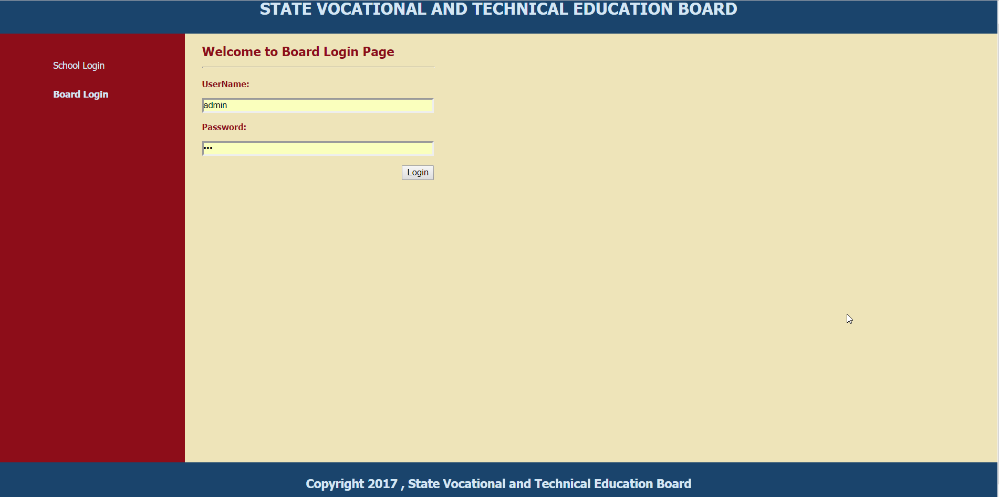 STATE VOCATIONAL AND TECHNICAL EDUCATION BOARD
School Login
Board Login
Welcome to Board Login Page
UserName:
admin
Password:
•••
Login
Copyright 2017 , State Vocational and Technical Education Board